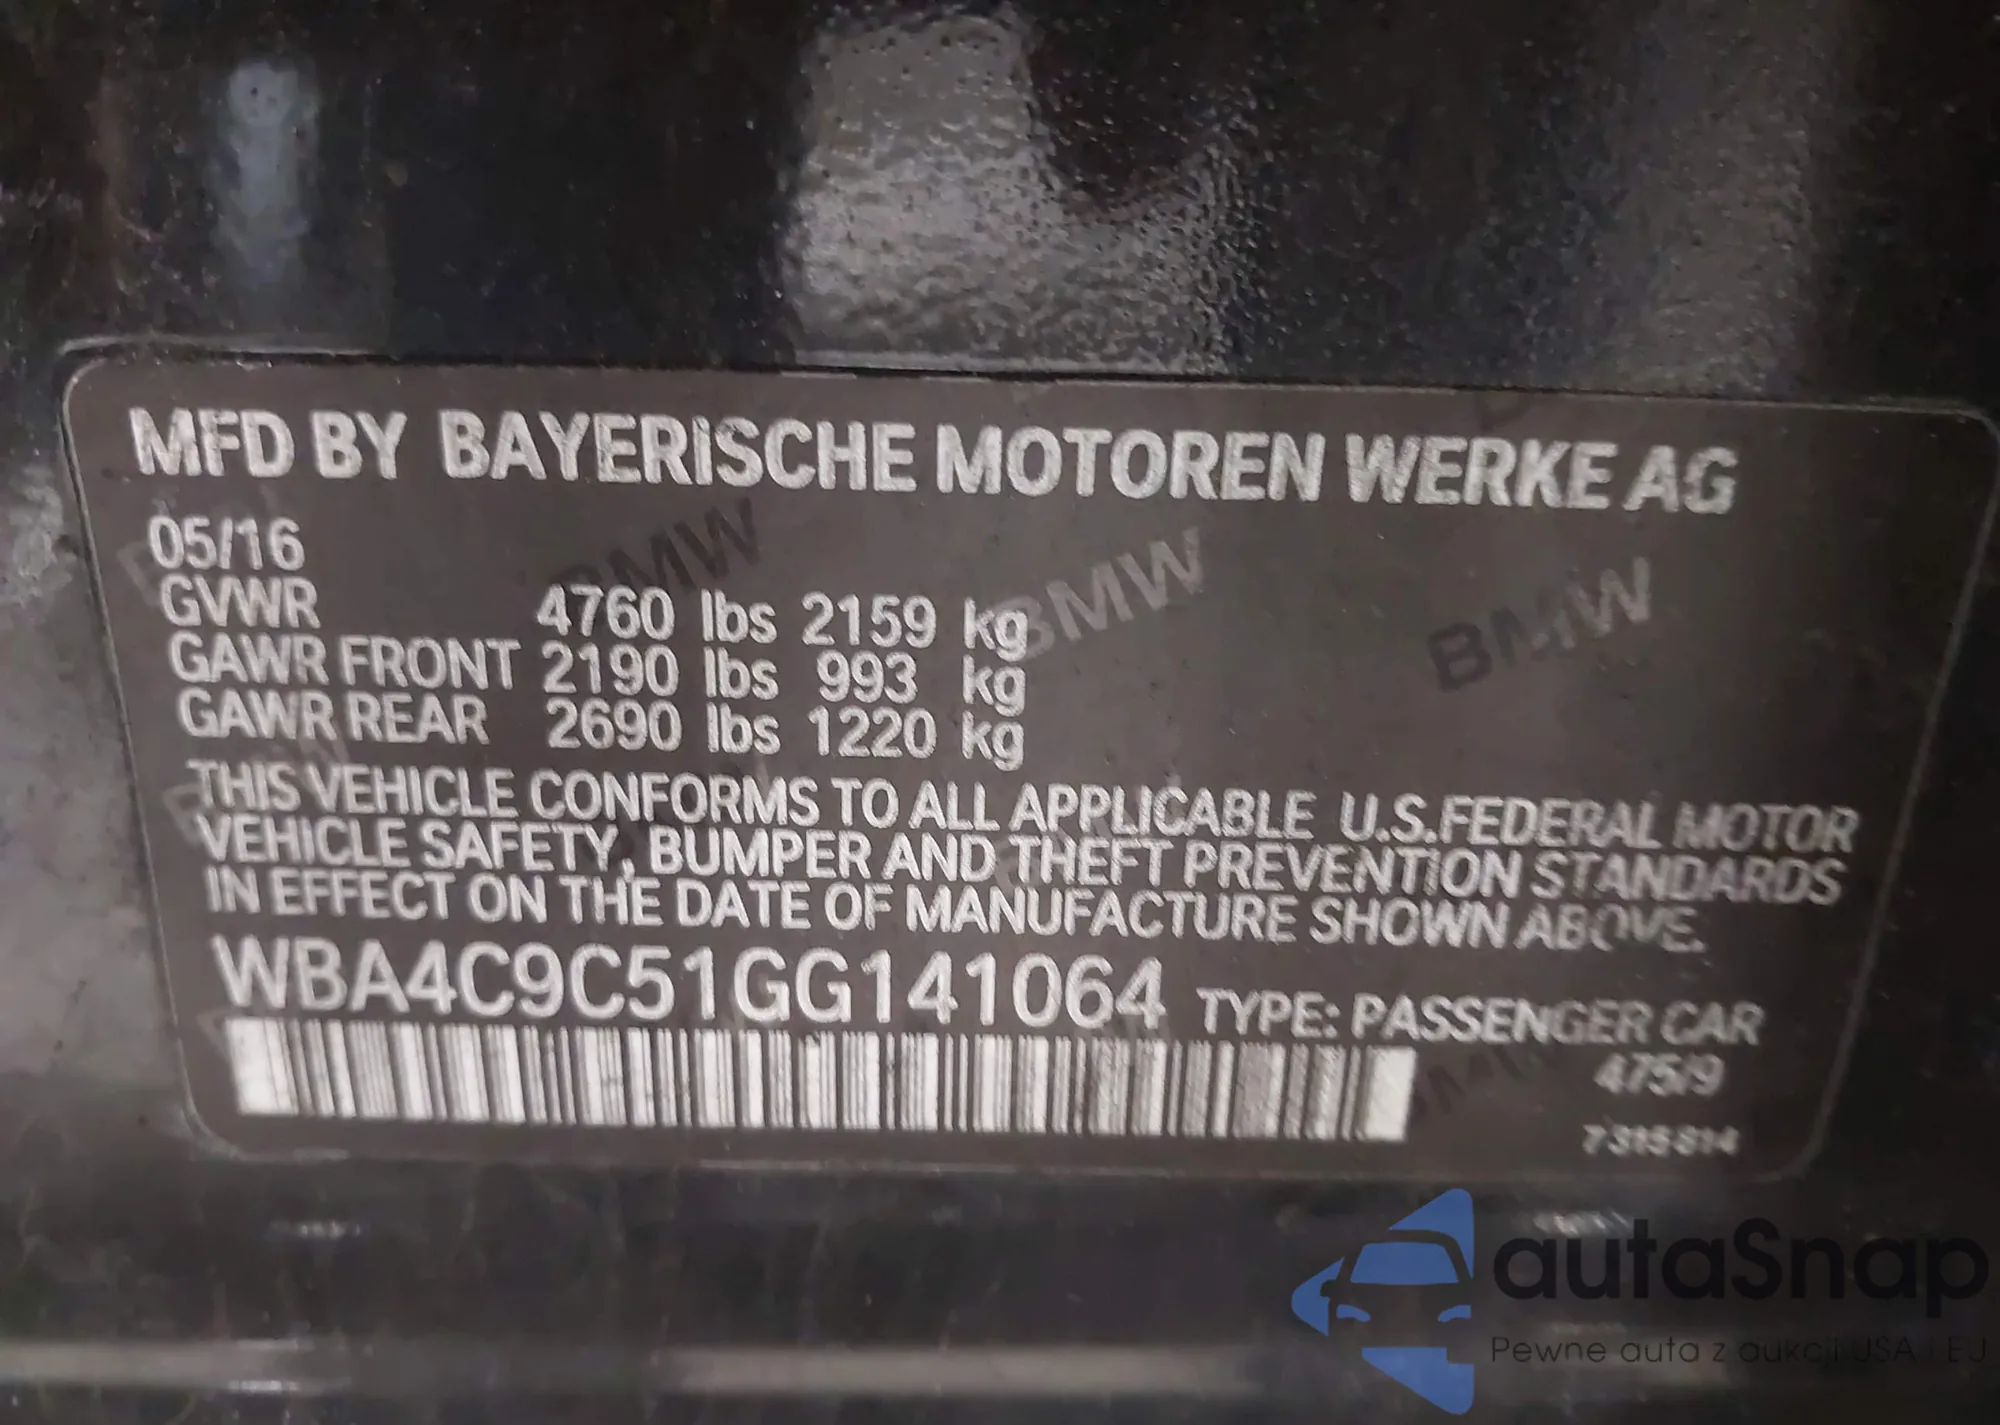 MFD BY BAYERISCHE MOTOREN WERKE AG
05/16
GVWR 4760 lbs 2159 kg
GAWR FRONT 2190 lbs 993 kg
GAWR REAR 2690 lbs 1220 kg
THIS VEHICLE CONFORMS TO ALL APPLICABLE U.S.FEDERAL MOTOR
VEHICLE SAFETY, BUMPER AND THEFT PREVENTION STANDARDS
IN EFFECT ON THE DATE OF MANUFACTURE SHOWN ABOVE.
WBA4C9C51GG141064 TYPE: PASSENGER CAR
475/9
7 315 814
BMW
BMW
BMW
autaSnap
Pewne auta z aukcji USA i EU